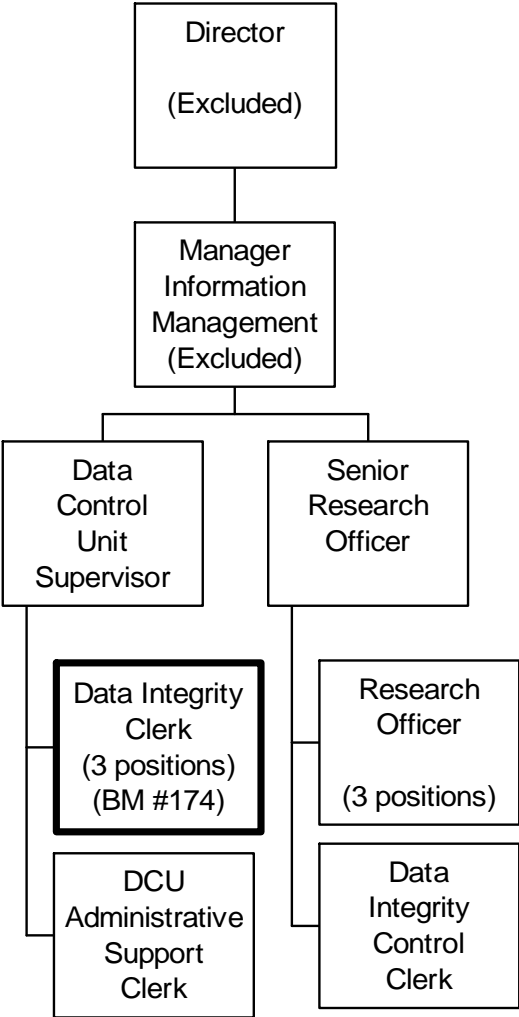 Director
(Excluded)
Manager
Information
Management
(Excluded)
Data
Control
Unit
Supervisor
Senior
Research
Officer
Data Integrity
Clerk
(3 positions)
(BM #174)
Research
Officer
(3 positions)
DCU
Administrative
Support
Clerk
Data
Integrity
Control
Clerk